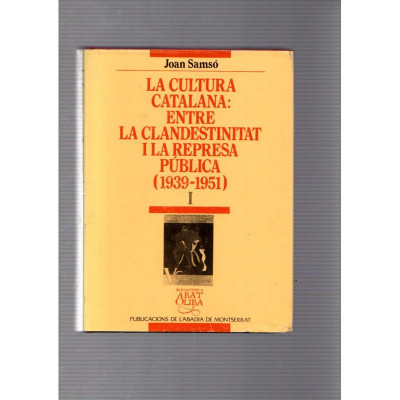 Joan Samsó
LA CULTURA
CATALANA:
ENTRE
LA CLANDESTINITAT
I LA REPRESA
PÚBLICA
(1939-1951)
I
BIBLIOTECA
ABAT
OLIBA
PUBLICACIONS DE L'ABADIA DE MONTSERRAT